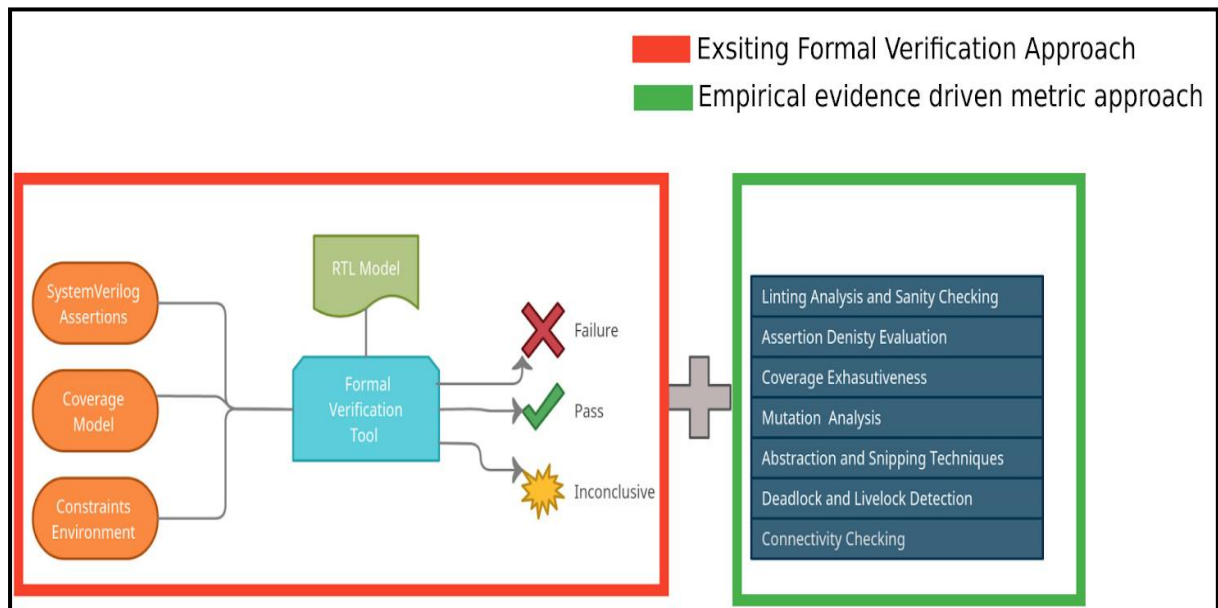 Exsiting Formal Verification Approach
Empirical evidence driven metric approach
SystemVerilog
Assertions
Coverage
Model
Constraints
Environment
RTL Model
Formal
Verification
Tool
Failure
Pass
Inconclusive
Linting Analysis and Sanity Checking
Assertion Denisty Evaluation
Coverage Exhasutiveness
Mutation Analysis
Abstraction and Snipping Techniques
Deadlock and Livelock Detection
Connectivity Checking